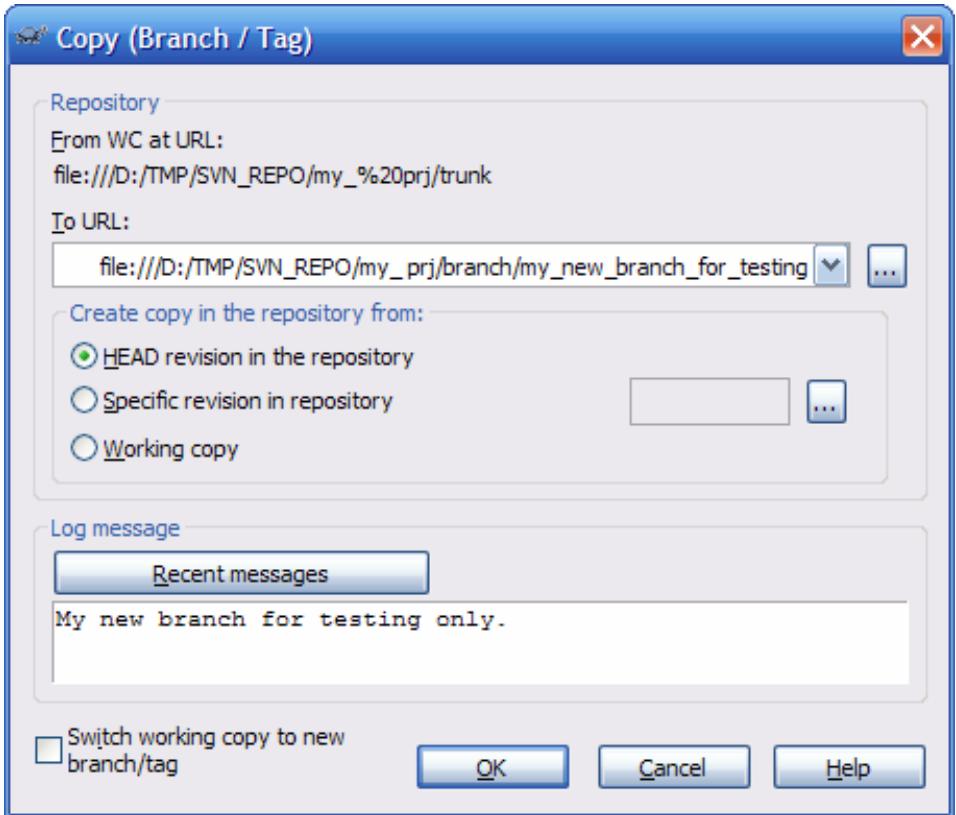 Copy (Branch / Tag)
Repository
From WC at URL:
file:///D:/TMP/SVN_REPO/my_%20prj/trunk
To URL:
file:///D:/TMP/SVN_REPO/my_ prj/branch/my_new_branch_for_testing
...
Create copy in the repository from:
HEAD revision in the repository
Specific revision in repository
...
Working copy
Log message
Recent messages
My new branch for testing only.
Switch working copy to new
branch/tag
OK
Cancel
Help